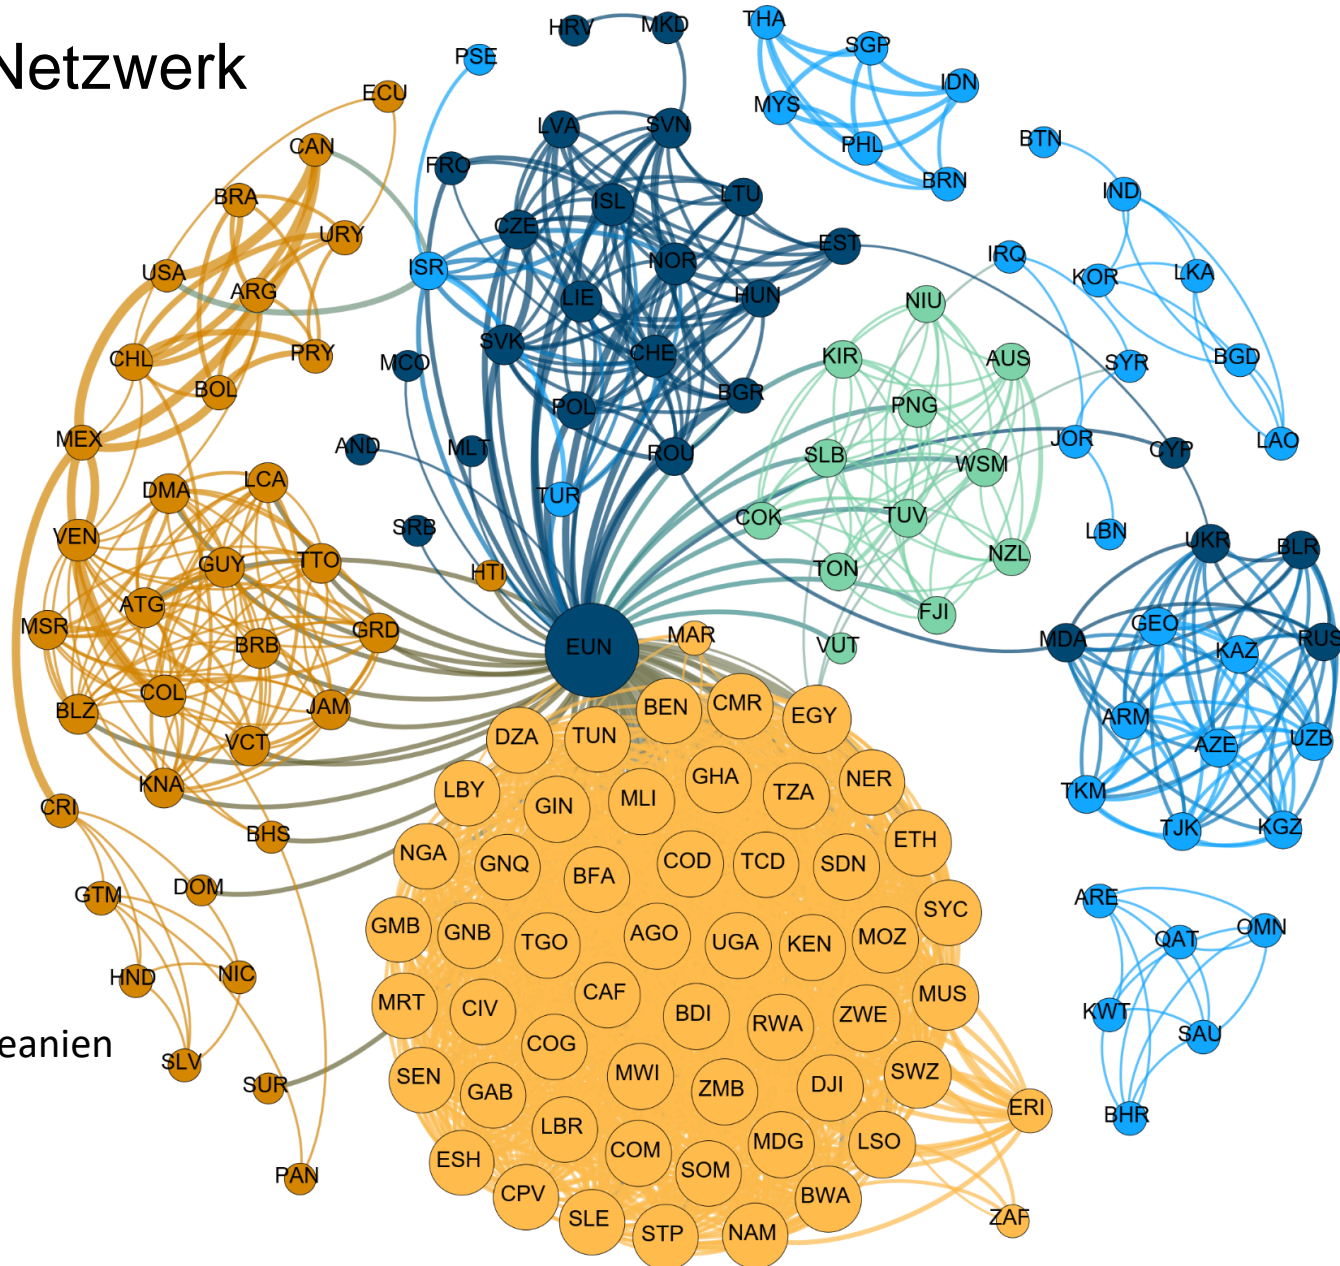 Netzwerk
HRV
MKD
THA
SGP
PSE
IDN
ECU
MYS
LVA
SVN
CAN
PHL
BTN
FRO
BRN
BRA
ISL
LTU
IND
CZE
URY
EST
USA
ISR
NOR
IRQ
KOR
LKA
ARG
LIE
HUN
NIU
SVK
CHE
KIR
AUS
CHL
PRY
MCO
SYR
BGD
BOL
POL
BGR
PNG
MEX
AND
MLT
ROU
SLB
WSM
JOR
CYP
LAO
DMA
LCA
TUR
COK
TUV
VEN
SRB
LBN
UKR
BLR
GUY
TTO
HTI
TON
NZL
ATG
FJI
MSR
GRD
EUN
MAR
VUT
MDA
GEO
RUS
BRB
KAZ
COL
BLZ
JAM
BEN
CMR
EGY
ARM
VCT
DZA
TUN
AZE
UZB
KNA
LBY
GIN
MLI
GHA
TZA
NER
TKM
CRI
BHS
TJK
KGZ
NGA
GNQ
BFA
COD
TCD
SDN
ETH
GTM
DOM
ARE
GMB
GNB
TGO
AGO
UGA
KEN
MOZ
SYC
QAT
OMN
HND
NIC
MRT
CIV
CAF
BDI
RWA
ZWE
MUS
KWT
SAU
eanien
SLV
SUR
COG
SEN
GAB
MWI
ZMB
DJI
SWZ
ERI
BHR
LBR
COM
MDG
LSO
PAN
ESH
CPV
SOM
BWA
SLE
STP
NAM
ZAF